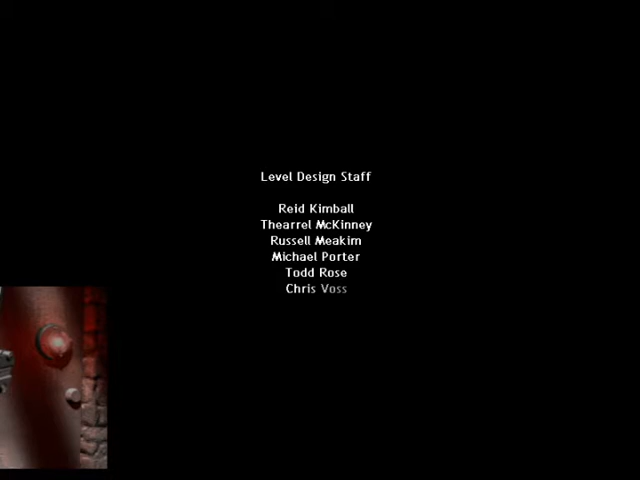 Level Design Staff
Reid Kimball
Thearrel McKinney
Russell Meakim
Michael Porter
Todd Rose
Chris Voss